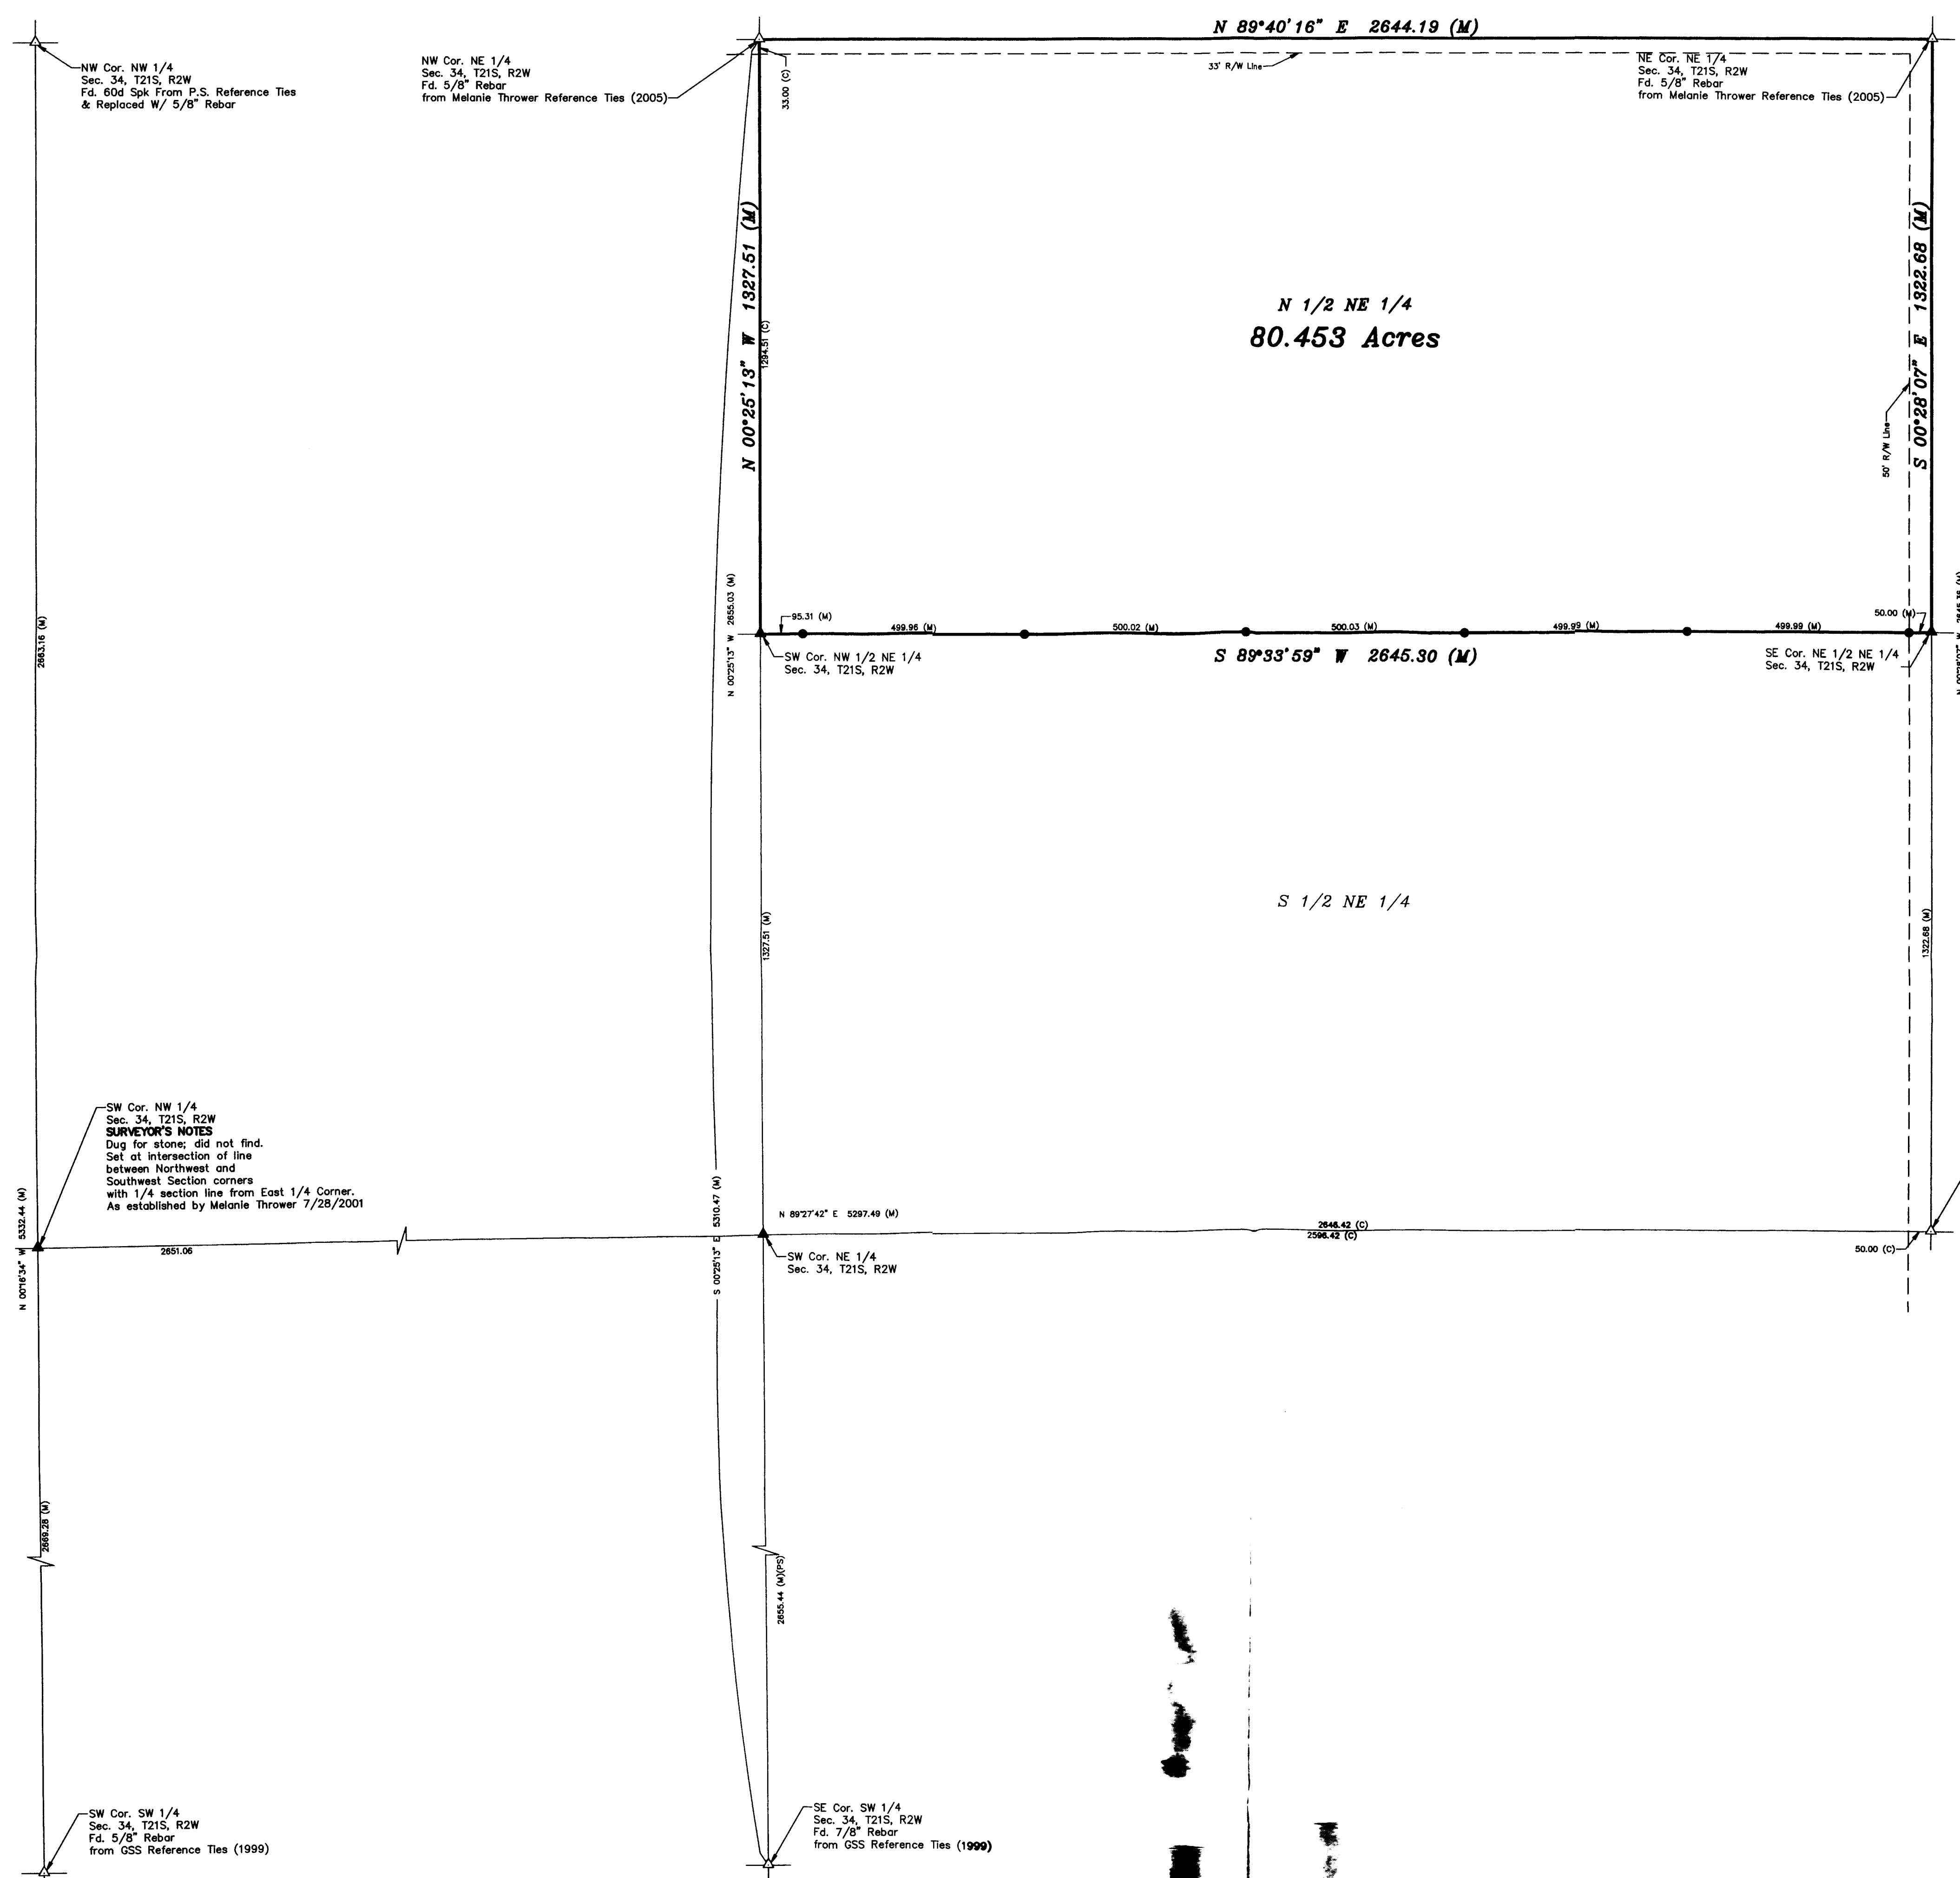 N 89°40'16" E 2644.19 (M)
33' R/W Line
NW Cor. NW 1/4
Sec. 34, T21S, R2W
Fd. 60d Spk From P.S. Reference Ties
& Replaced W/ 5/8" Rebar
NW Cor. NE 1/4
Sec. 34, T21S, R2W
Fd. 5/8" Rebar
from Melanie Thrower Reference Ties (2005)
33.00 (C)
NE Cor. NE 1/4
Sec. 34, T21S, R2W
Fd. 5/8" Rebar
from Melanie Thrower Reference Ties (2005)
N 00°25'13" W 1327.51 (M)
1294.51 (C)
N 1/2 NE 1/4
80.453 Acres
50' R/W Line
S 00°28'07" E 1322.68 (M)
2663.16 (M)
N 00°25'13" W 2655.03 (M)
95.31 (M)
499.96 (M)
500.02 (M)
500.03 (M)
499.99 (M)
499.99 (M)
50.00 (M)
SW Cor. NW 1/2 NE 1/4
Sec. 34, T21S, R2W
S 89°33'59" W 2645.30 (M)
SE Cor. NE 1/2 NE 1/4
Sec. 34, T21S, R2W
S 1/2 NE 1/4
1327.51 (M)
1322.68 (M)
SW Cor. NW 1/4
Sec. 34, T21S, R2W
SURVEYOR'S NOTES
Dug for stone; did not find.
Set at intersection of line
between Northwest and
Southwest Section corners
with 1/4 section line from East 1/4 Corner.
As established by Melanie Thrower 7/28/2001
N 00°16'34" W 5332.44 (M)
2651.06
S 00°25'13" E 5310.47 (M)
N 89°27'42" E 5297.49 (M)
2646.42 (C)
2596.42 (C)
50.00 (C)
SW Cor. NE 1/4
Sec. 34, T21S, R2W
2669.28 (M)
2655.44 (M)(PS)
SW Cor. SW 1/4
Sec. 34, T21S, R2W
Fd. 5/8" Rebar
from GSS Reference Ties (1999)
SE Cor. SW 1/4
Sec. 34, T21S, R2W
Fd. 7/8" Rebar
from GSS Reference Ties (1999)